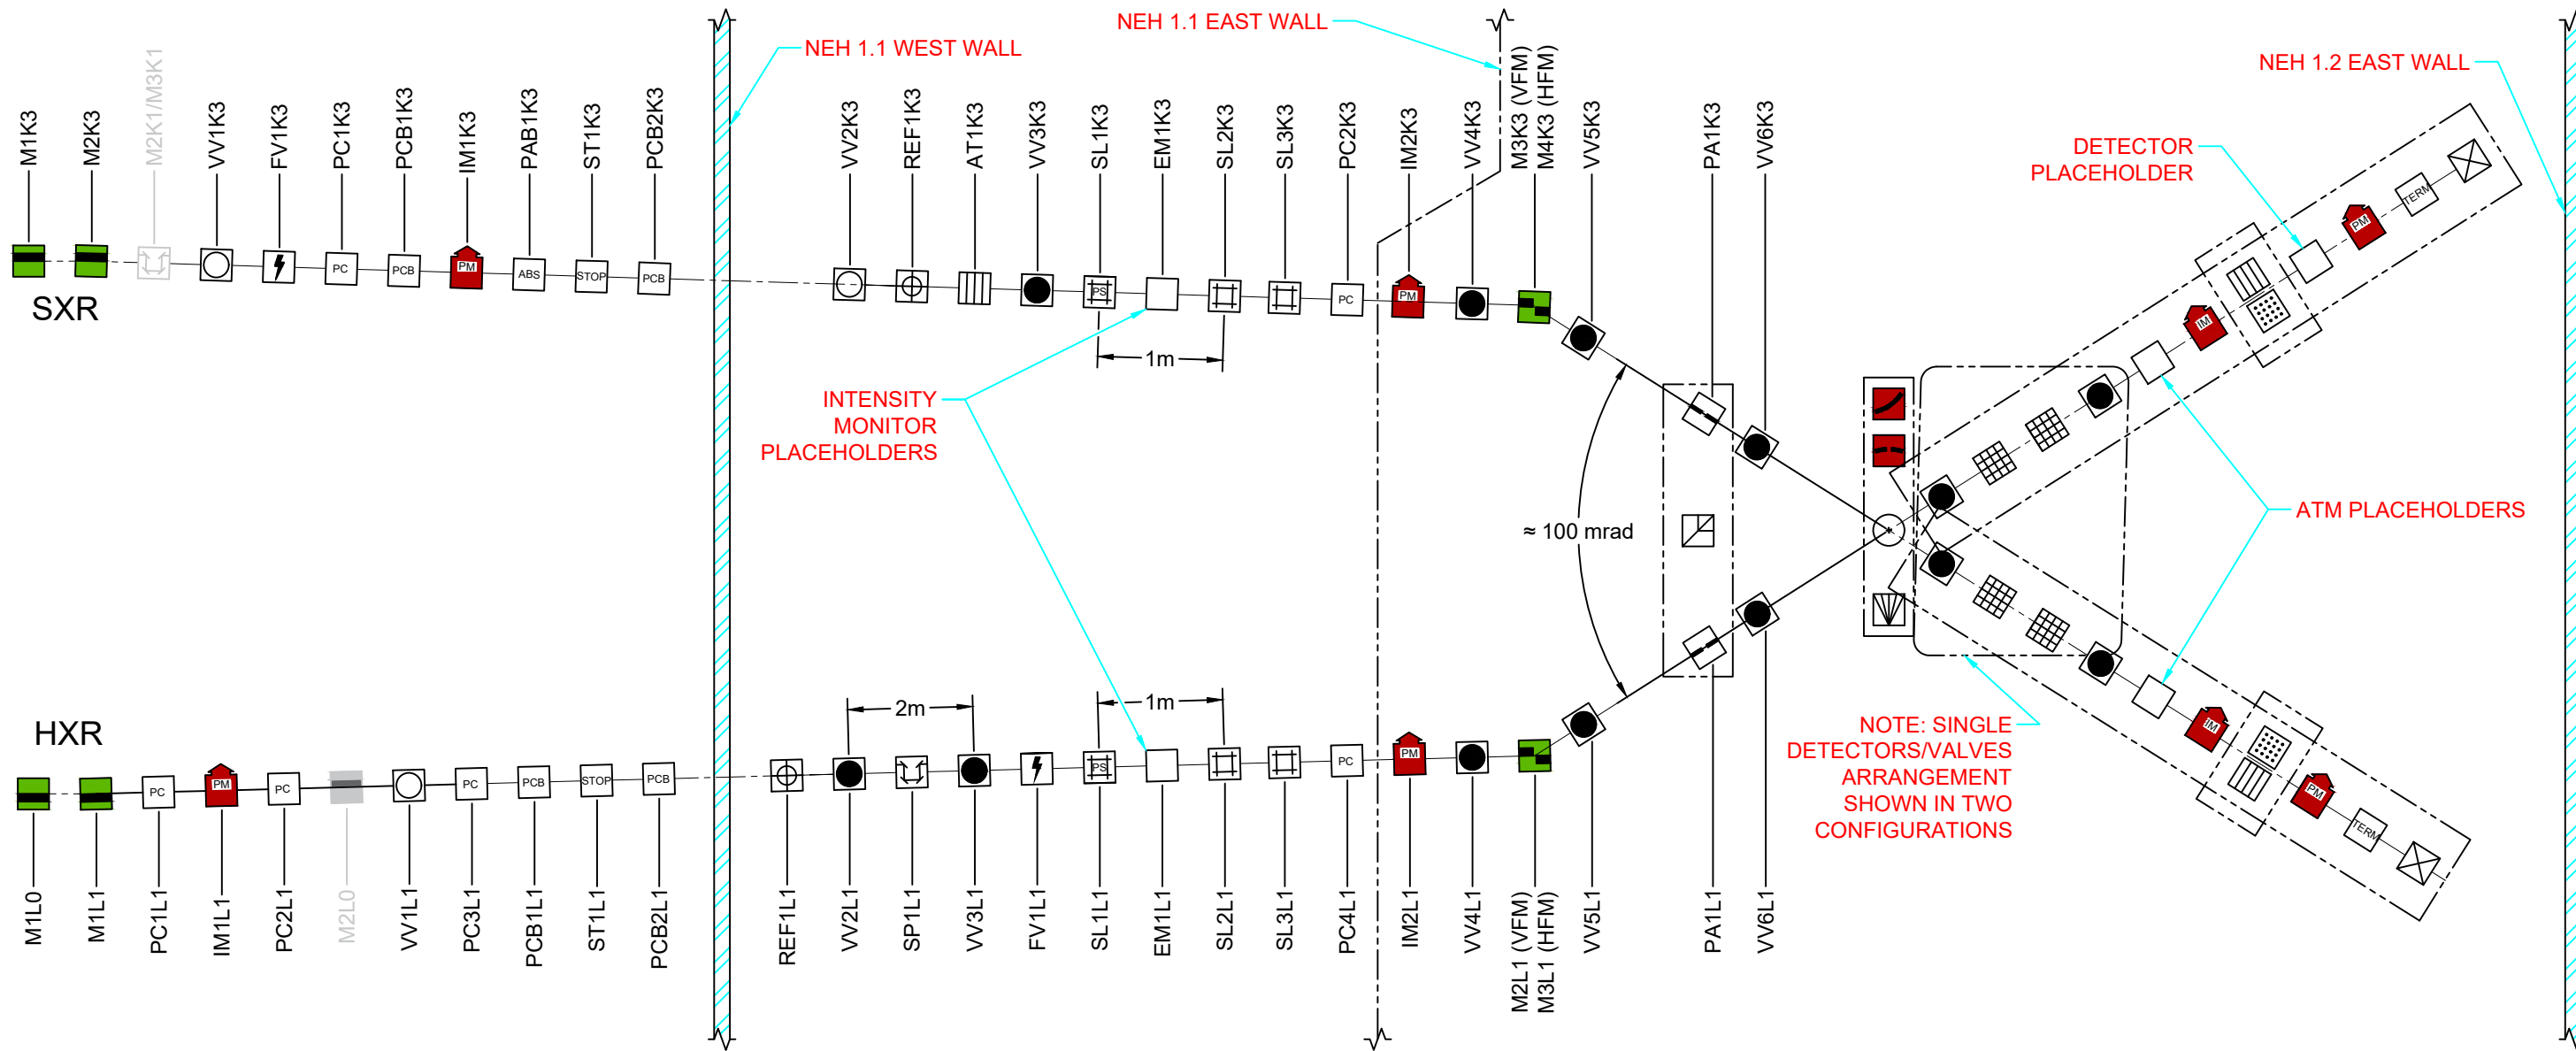 NEH 1.1 WEST WALL
NEH 1.1 EAST WALL
NEH 1.2 EAST WALL
M1K3
M2K3
M2K1/M3K1
VV1K3
FV1K3
PC1K3
PCB1K3
IM1K3
PAB1K3
ST1K3
PCB2K3
VV2K3
REF1K3
AT1K3
VV3K3
SL1K3
EM1K3
SL2K3
SL3K3
PC2K3
IM2K3
VV4K3
M3K3 (VFM)
M4K3 (HFM)
VV5K3
PA1K3
VV6K3
DETECTOR
PLACEHOLDER
PC
PCB
PM
ABS
STOP
PCB
PS
PC
PM
IM
PM
TERM
SXR
1m
INTENSITY
MONITOR
PLACEHOLDERS
≈ 100 mrad
ATM PLACEHOLDERS
HXR
2m
1m
NOTE: SINGLE
DETECTORS/VALVES
ARRANGEMENT
SHOWN IN TWO
CONFIGURATIONS
PC
PM
PC
PC
PCB
STOP
PCB
PS
PC
PM
IM
PM
TERM
M1L0
M1L1
PC1L1
IM1L1
PC2L1
M2L0
VV1L1
PC3L1
PCB1L1
ST1L1
PCB2L1
REF1L1
VV2L1
SP1L1
VV3L1
FV1L1
SL1L1
EM1L1
SL2L1
SL3L1
PC4L1
IM2L1
VV4L1
M2L1 (VFM)
M3L1 (HFM)
VV5L1
PA1L1
VV6L1